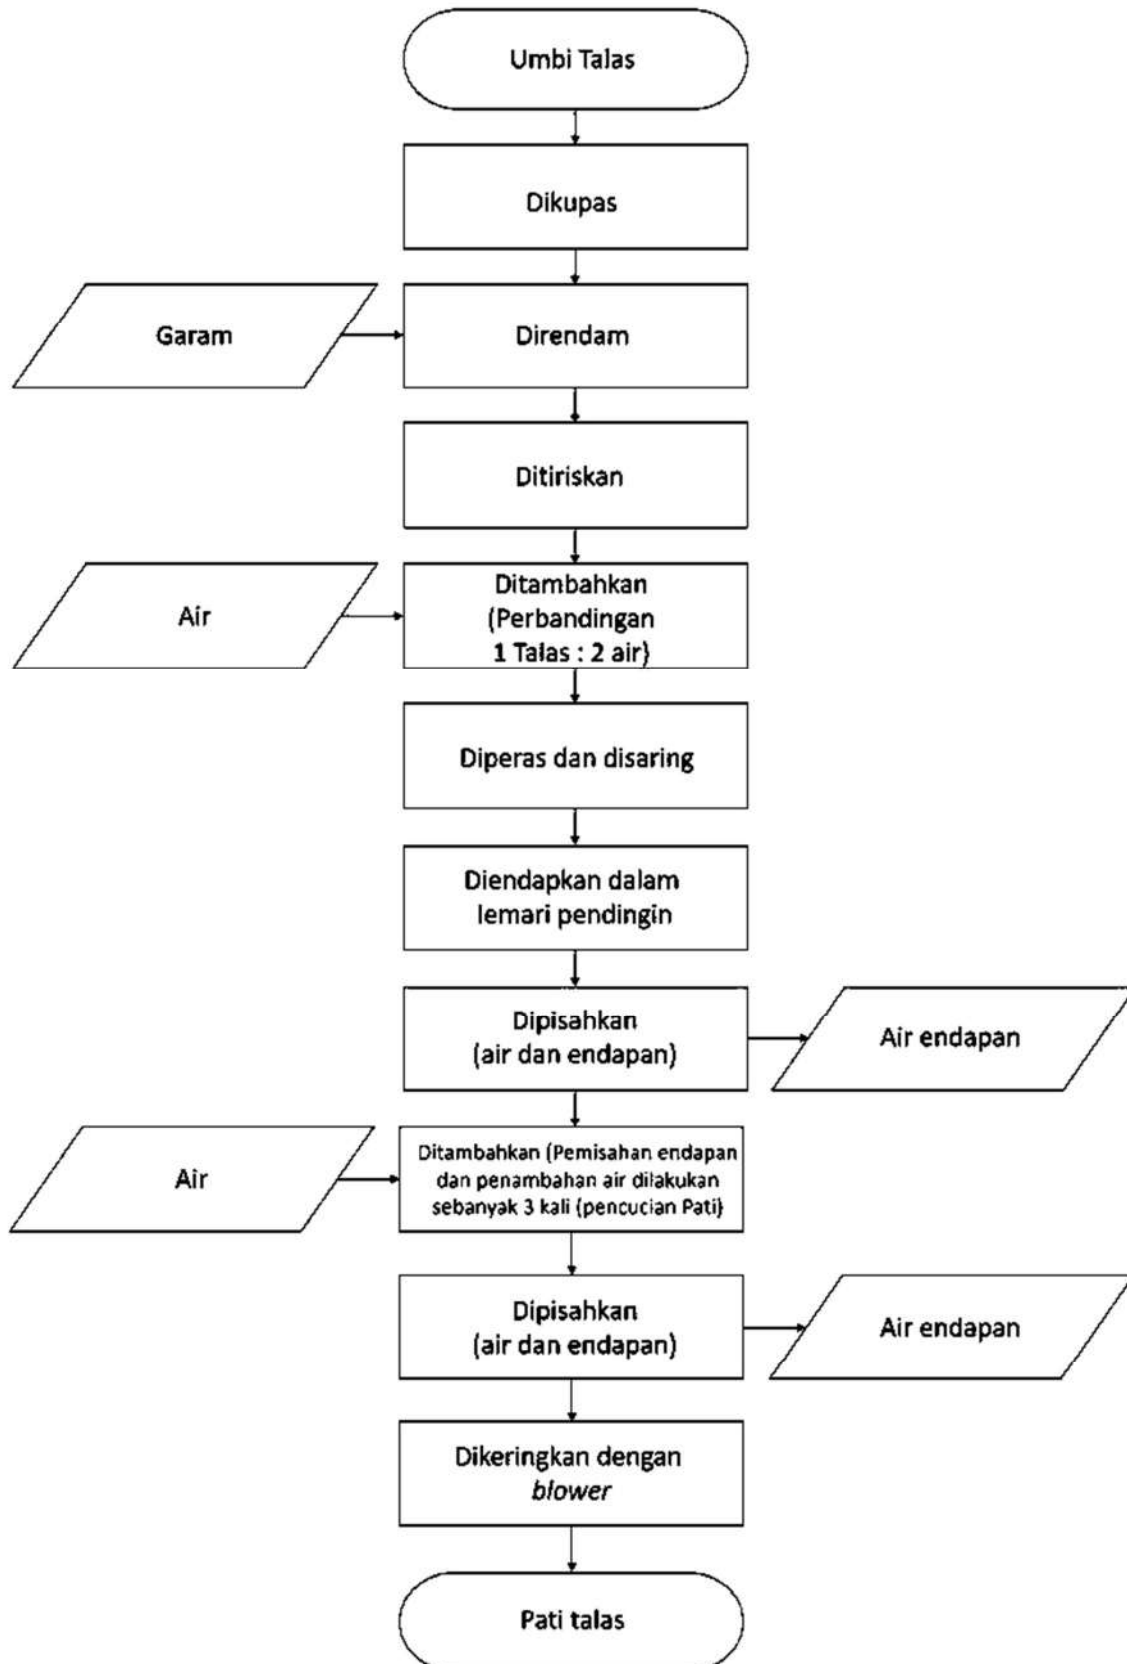 Umbi Talas
Dikupas
Garam
Direndam
Ditiriskan
Air
Ditambahkan
(Perbandingan
1 Talas : 2 air)
Diperas dan disaring
Diendapkan dalam
lemari pendingin
Dipisahkan
(air dan endapan)
Air endapan
Air
Ditambahkan (Pemisahan endapan
dan penambahan air dilakukan
sebanyak 3 kali (pencucian Pati)
Dipisahkan
(air dan endapan)
Air endapan
Dikeringkan dengan
blower
Pati talas